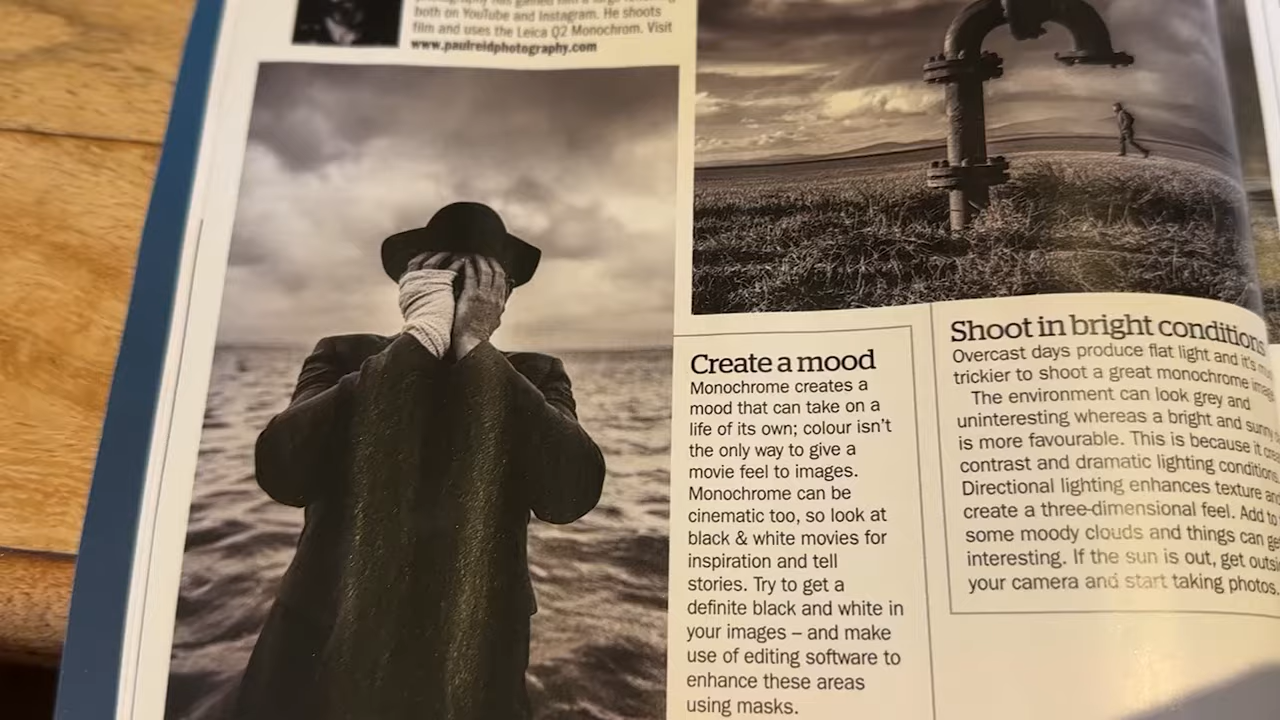 both on YouTube and Instagram. He shoots
film and uses the Leica Q2 Monochrom. Visit
www.paulreidphotography.com
Create a mood
Monochrome creates a
mood that can take on a
life of its own; colour isn't
the only way to give a
movie feel to images.
Monochrome can be
cinematic too, so look at
black & white movies for
inspiration and tell
stories. Try to get a
definite black and white in
your images – and make
use of editing software to
enhance these areas
using masks.
Shoot in bright conditions
Overcast days produce flat light and it's
trickier to shoot a great monochrome
The environment can look grey and
uninteresting whereas a bright and sunny
is more favourable. This is because it
contrast and dramatic lighting conditions
Directional lighting enhances texture
create a three-dimensional feel. Add
some moody clouds and things can
interesting. If the sun is out, get
your camera and start taking photos.